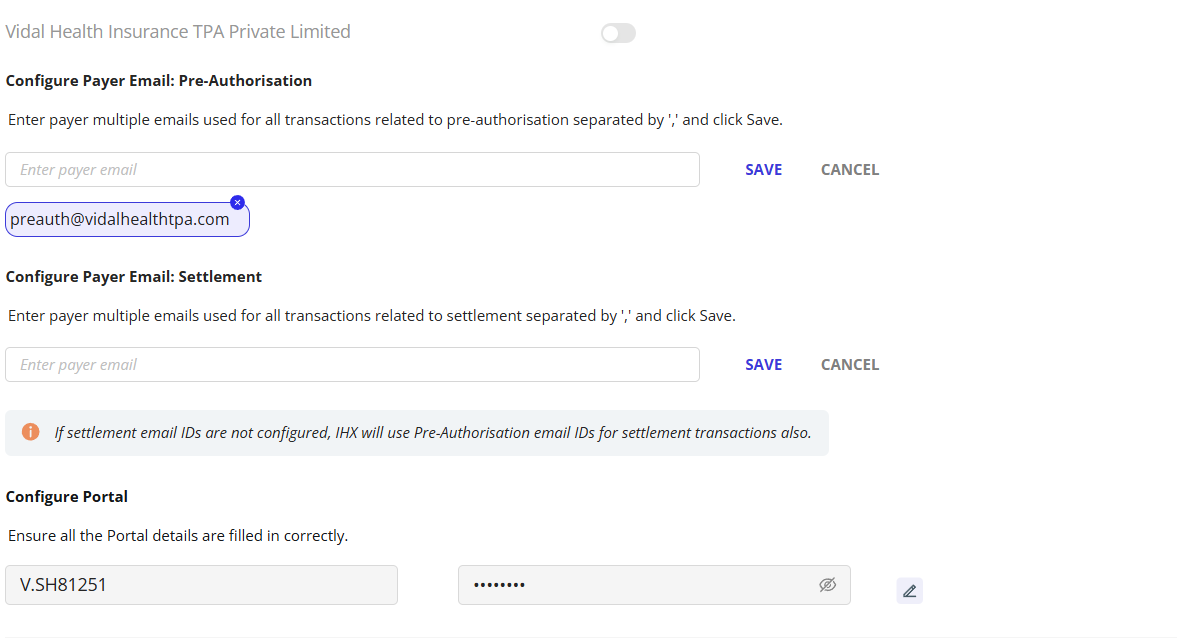 Vidal Health Insurance TPA Private Limited
Configure Payer Email: Pre-Authorisation
Enter payer multiple emails used for all transactions related to pre-authorisation separated by ',' and click Save.
Enter payer email SAVE CANCEL
preauth@vidalhealthtpa.com
Configure Payer Email: Settlement
Enter payer multiple emails used for all transactions related to settlement separated by ',' and click Save.
Enter payer email SAVE CANCEL
If settlement email IDs are not configured, IHX will use Pre-Authorisation email IDs for settlement transactions also.
Configure Portal
Ensure all the Portal details are filled in correctly.
V.SH81251 ••••••••